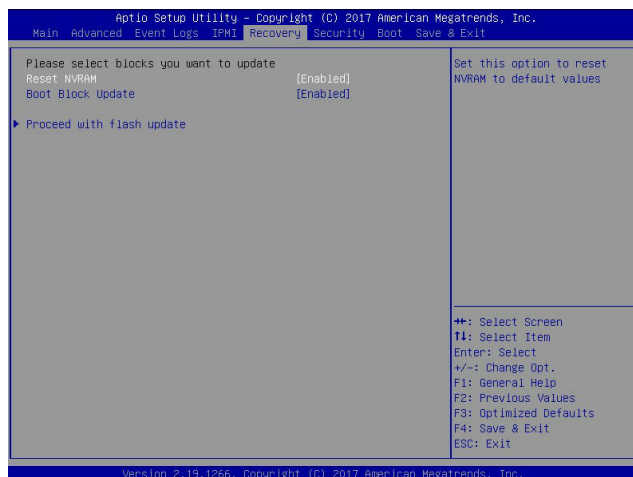 Aptio Setup Utility – Copyright (C) 2017 American Megatrends, Inc.
Main Advanced Event Logs IPMI Recovery Security Boot Save & Exit
Please select blocks you want to update
Reset NVRAM [Enabled]
Boot Block Update [Enabled]
► Proceed with flash update
Set this option to reset
NVRAM to default values
→←: Select Screen
↑↓: Select Item
Enter: Select
+/-: Change Opt.
F1: General Help
F2: Previous Values
F3: Optimized Defaults
F4: Save & Exit
ESC: Exit
Version 2.19.1266. Copyright (C) 2017 American Megatrends, Inc.